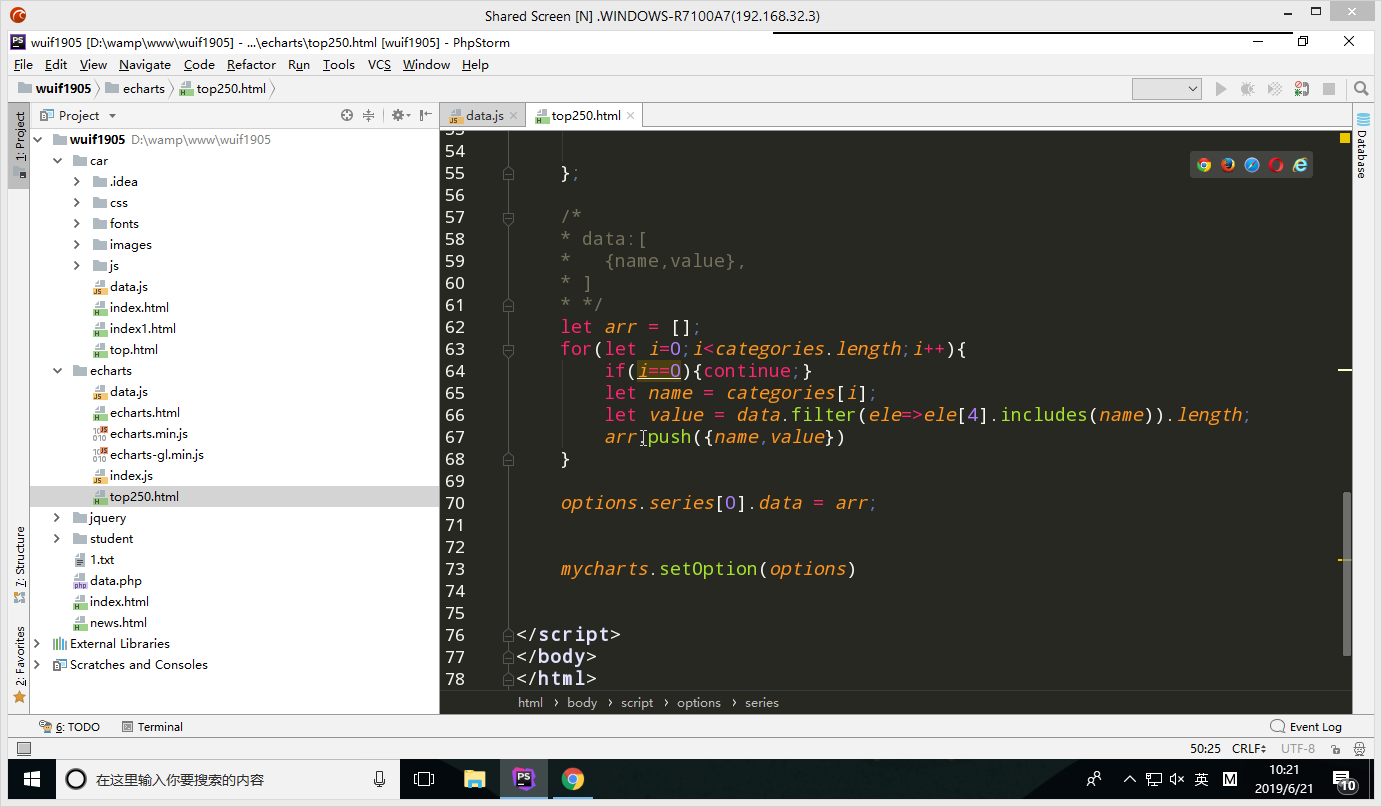 Shared Screen [N] .WINDOWS-R7100A7(192.168.32.3)
PS wuif1905 [D:\wamp\www\wuif1905] - ...\echarts\top250.html [wuif1905] - PhpStorm
File Edit View Navigate Code Refactor Run Tools VCS Window Help
wuif1905 echarts top250.html
Project
data.js
top250.html
1: Project
Database
wuif1905 D:\wamp\www\wuif1905
car
.idea
css
fonts
images
js
data.js
index.html
index1.html
top.html
echarts
data.js
echarts.html
echarts.min.js
echarts-gl.min.js
index.js
top250.html
jquery
student
1.txt
data.php
index.html
news.html
External Libraries
Scratches and Consoles
7: Structure
2: Favorites
53
54
55 };
56
57 /*
58 * data:[
59 * {name,value},
60 * ]
61 * */
62 let arr = [];
63 for(let i=0;i<categories.length;i++){
64 if(i==0){continue;}
65 let name = categories[i];
66 let value = data.filter(ele=>ele[4].includes(name)).length;
67 arr.push({name,value})
68 }
69
70 options.series[0].data = arr;
71
72
73 mycharts.setOption(options)
74
75
76 </script>
77 </body>
78 </html>
html › body › script › options › series
6: TODO Terminal Event Log
50:25 CRLF UTF-8
在这里输入你要搜索的内容
PS
英 M
10:21
2019/6/21
10